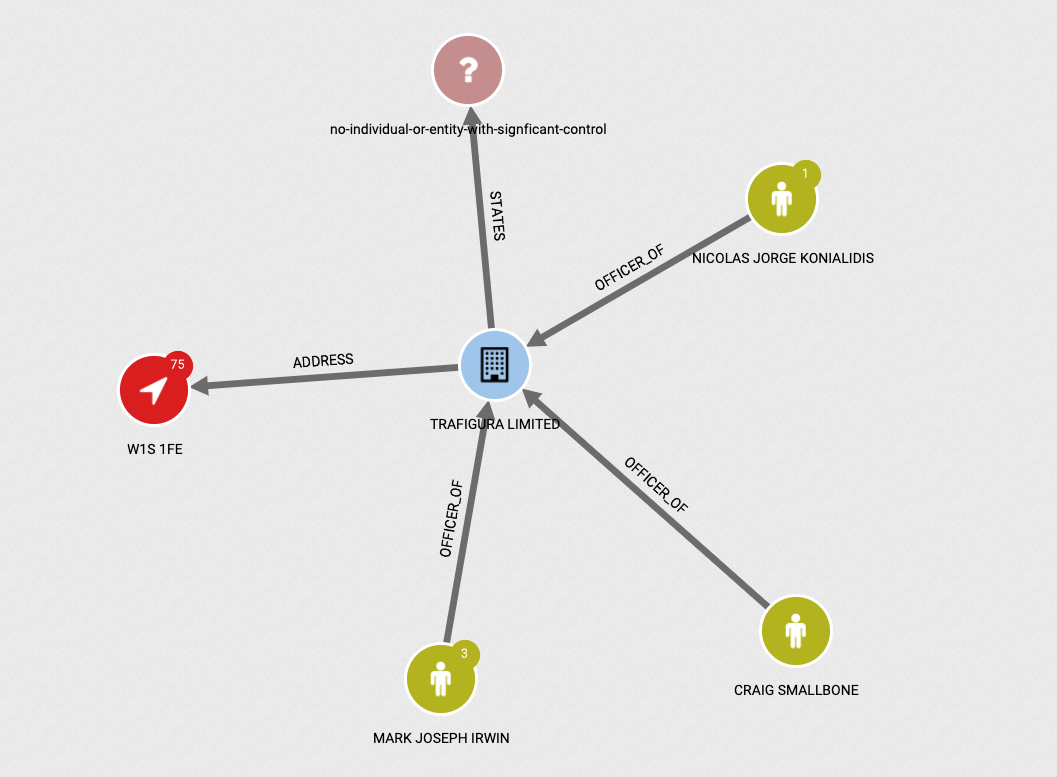 ?
no-individual-or-entity-with-signficant-control
1
STATES
OFFICER_OF
NICOLAS JORGE KONIALIDIS
75
ADDRESS
W1S 1FE
TRAFIGURA LIMITED
OFFICER_OF
OFFICER_OF
3
CRAIG SMALLBONE
MARK JOSEPH IRWIN